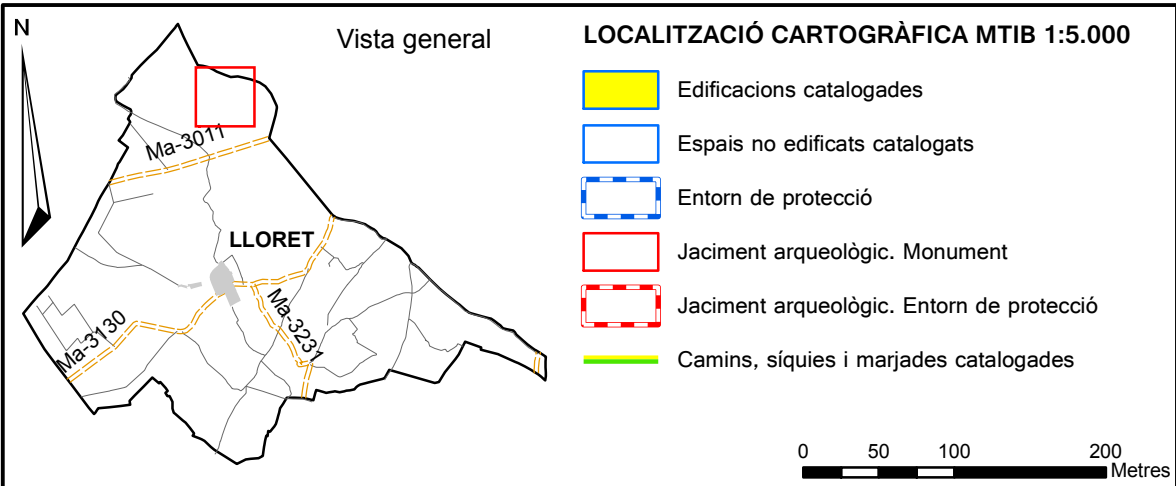 N
Vista general
Ma-3011
LLORET
Ma-3130
Ma-3231
LOCALITZACIÓ CARTOGRÀFICA MTIB 1:5.000
Edificacions catalogades
Espais no edificats catalogats
Entorn de protecció
Jaciment arqueològic. Monument
Jaciment arqueològic. Entorn de protecció
Camins, síquies i marjades catalogades
0 50 100 200
Metres